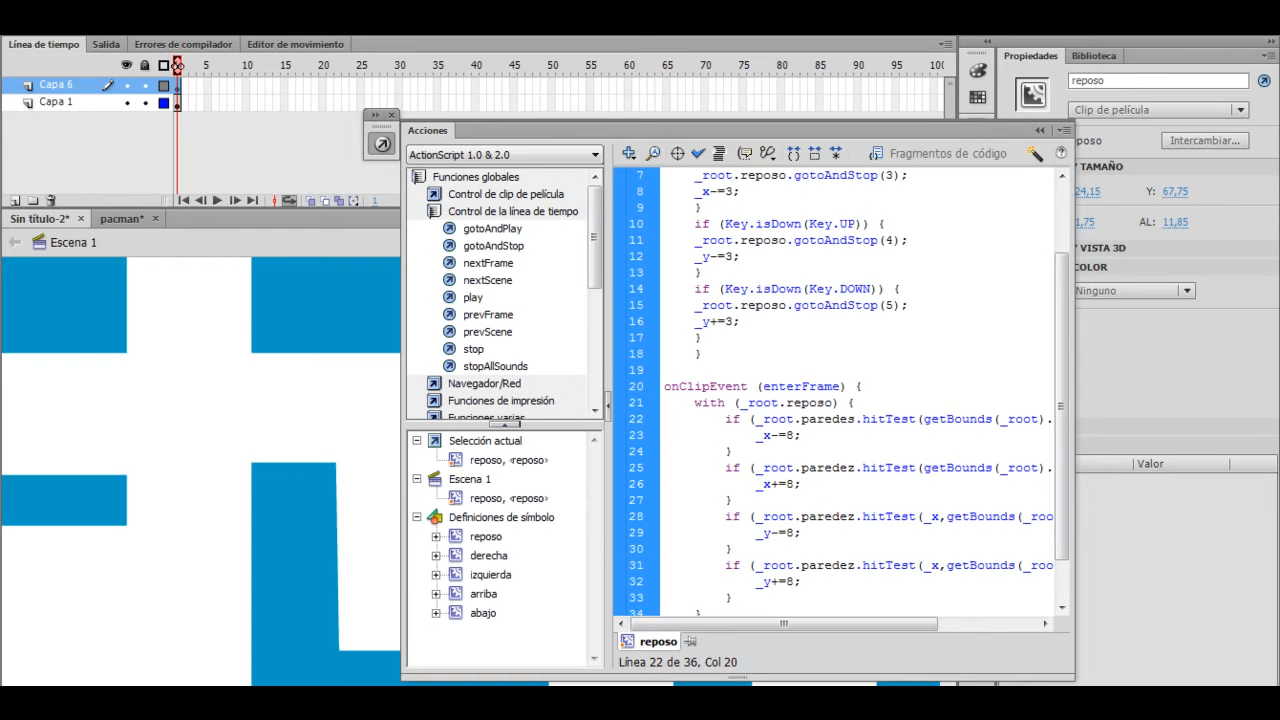 Línea de tiempo Salida Errores de compilador Editor de movimiento
5 10 15 20 25 30 35 40 45 50 55 60 65 70 75 80 85 90 95 100
Capa 6
Capa 1
1
Sin título-2* × pacman* ×
Escena 1
Acciones
ActionScript 1.0 & 2.0
Fragmentos de código
Funciones globales
Control de clip de película
Control de la línea de tiempo
gotoAndPlay
gotoAndStop
nextFrame
nextScene
play
prevFrame
prevScene
stop
stopAllSounds
Navegador/Red
Funciones de impresión
Funciones varias
Selección actual
reposo, <reposo>
Escena 1
reposo, <reposo>
Definiciones de símbolo
reposo
derecha
izquierda
arriba
abajo
7 _root.reposo.gotoAndStop(3);
8 _x-=3;
9 }
10 if (Key.isDown(Key.UP)) {
11 _root.reposo.gotoAndStop(4);
12 _y-=3;
13 }
14 if (Key.isDown(Key.DOWN)) {
15 _root.reposo.gotoAndStop(5);
16 _y+=3;
17 }
18 }
19
20 onClipEvent (enterFrame) {
21 with (_root.reposo) {
22 if (_root.paredes.hitTest(getBounds(_root).
23 _x-=8;
24 }
25 if (_root.paredez.hitTest(getBounds(_root).
26 _x+=8;
27 }
28 if (_root.paredez.hitTest(_x,getBounds(_roo
29 _y-=8;
30 }
31 if (_root.paredez.hitTest(_x,getBounds(_roo
32 _y+=8;
33 }
34 }
reposo
Línea 22 de 36, Col 20
Propiedades Biblioteca
reposo
Clip de película
eposo Intercambiar...
Y TAMAÑO
24,15 Y: 67,75
1,75 AL: 11,85
Y VISTA 3D
COLOR
Ninguno
Valor